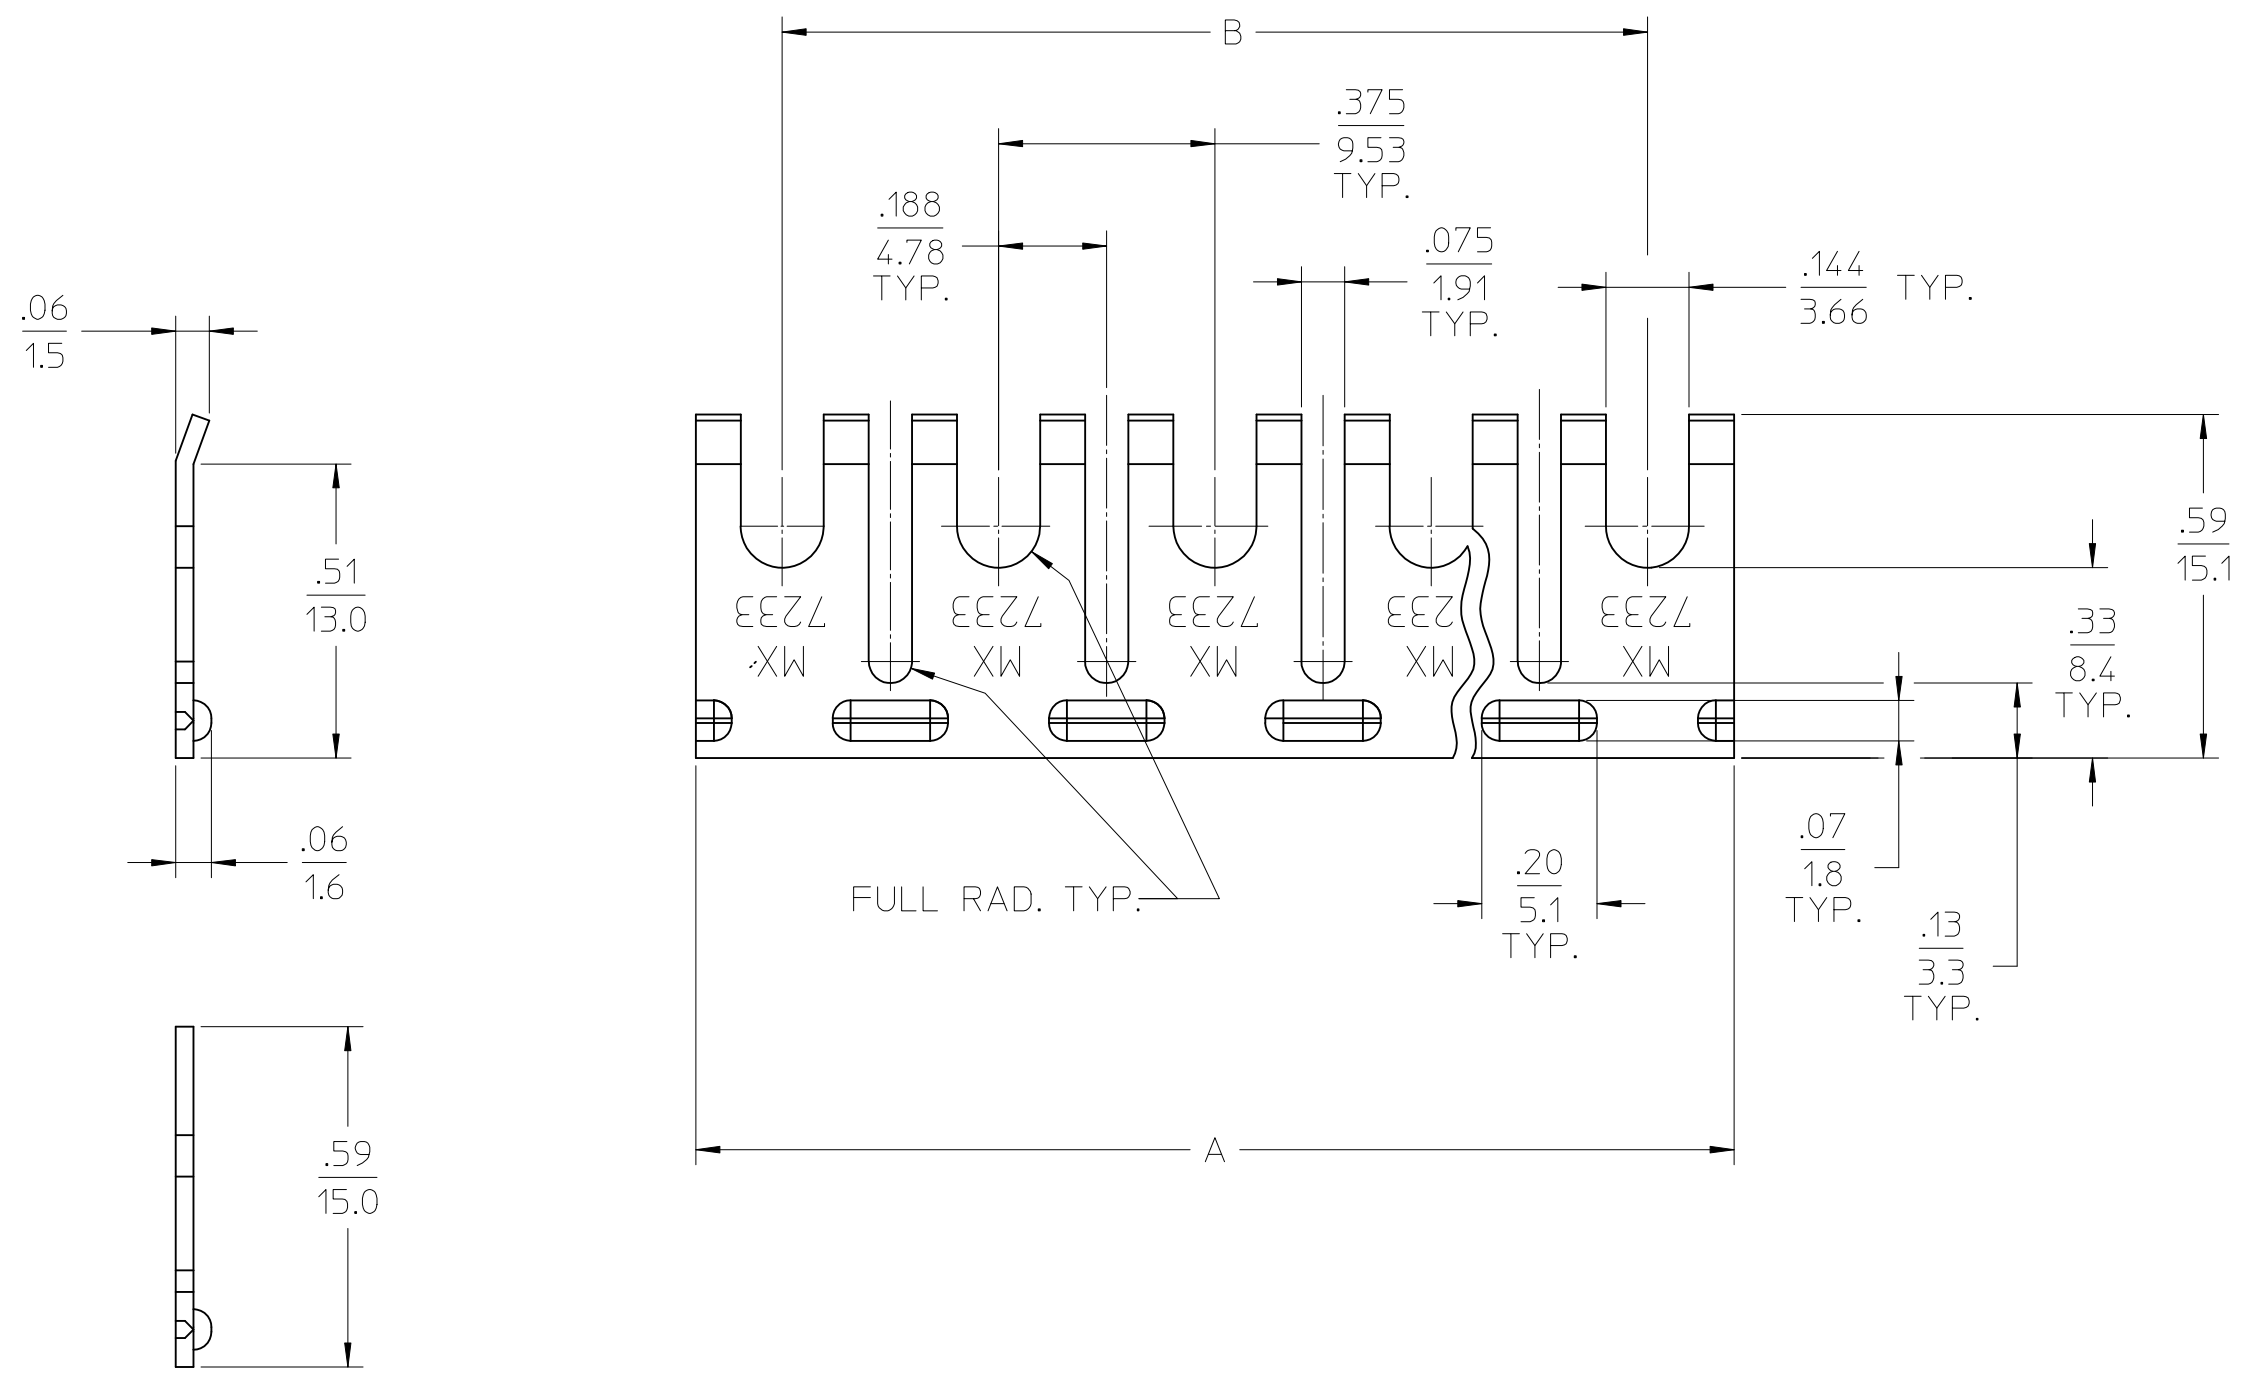 B
.375
9.53
TYP.
.188
4.78
TYP.
.075
1.91
TYP.
.144 TYP.
3.66
.06
1.5
.59
15.1
.51
13.0
.33
8.4
TYP.
7233
MX
7233
MX
7233
MX
233
MX
7233
MX
.06
1.6
FULL RAD. TYP.
.20
5.1
TYP.
.07
1.8
TYP.
.13
3.3
TYP.
A
.59
15.0